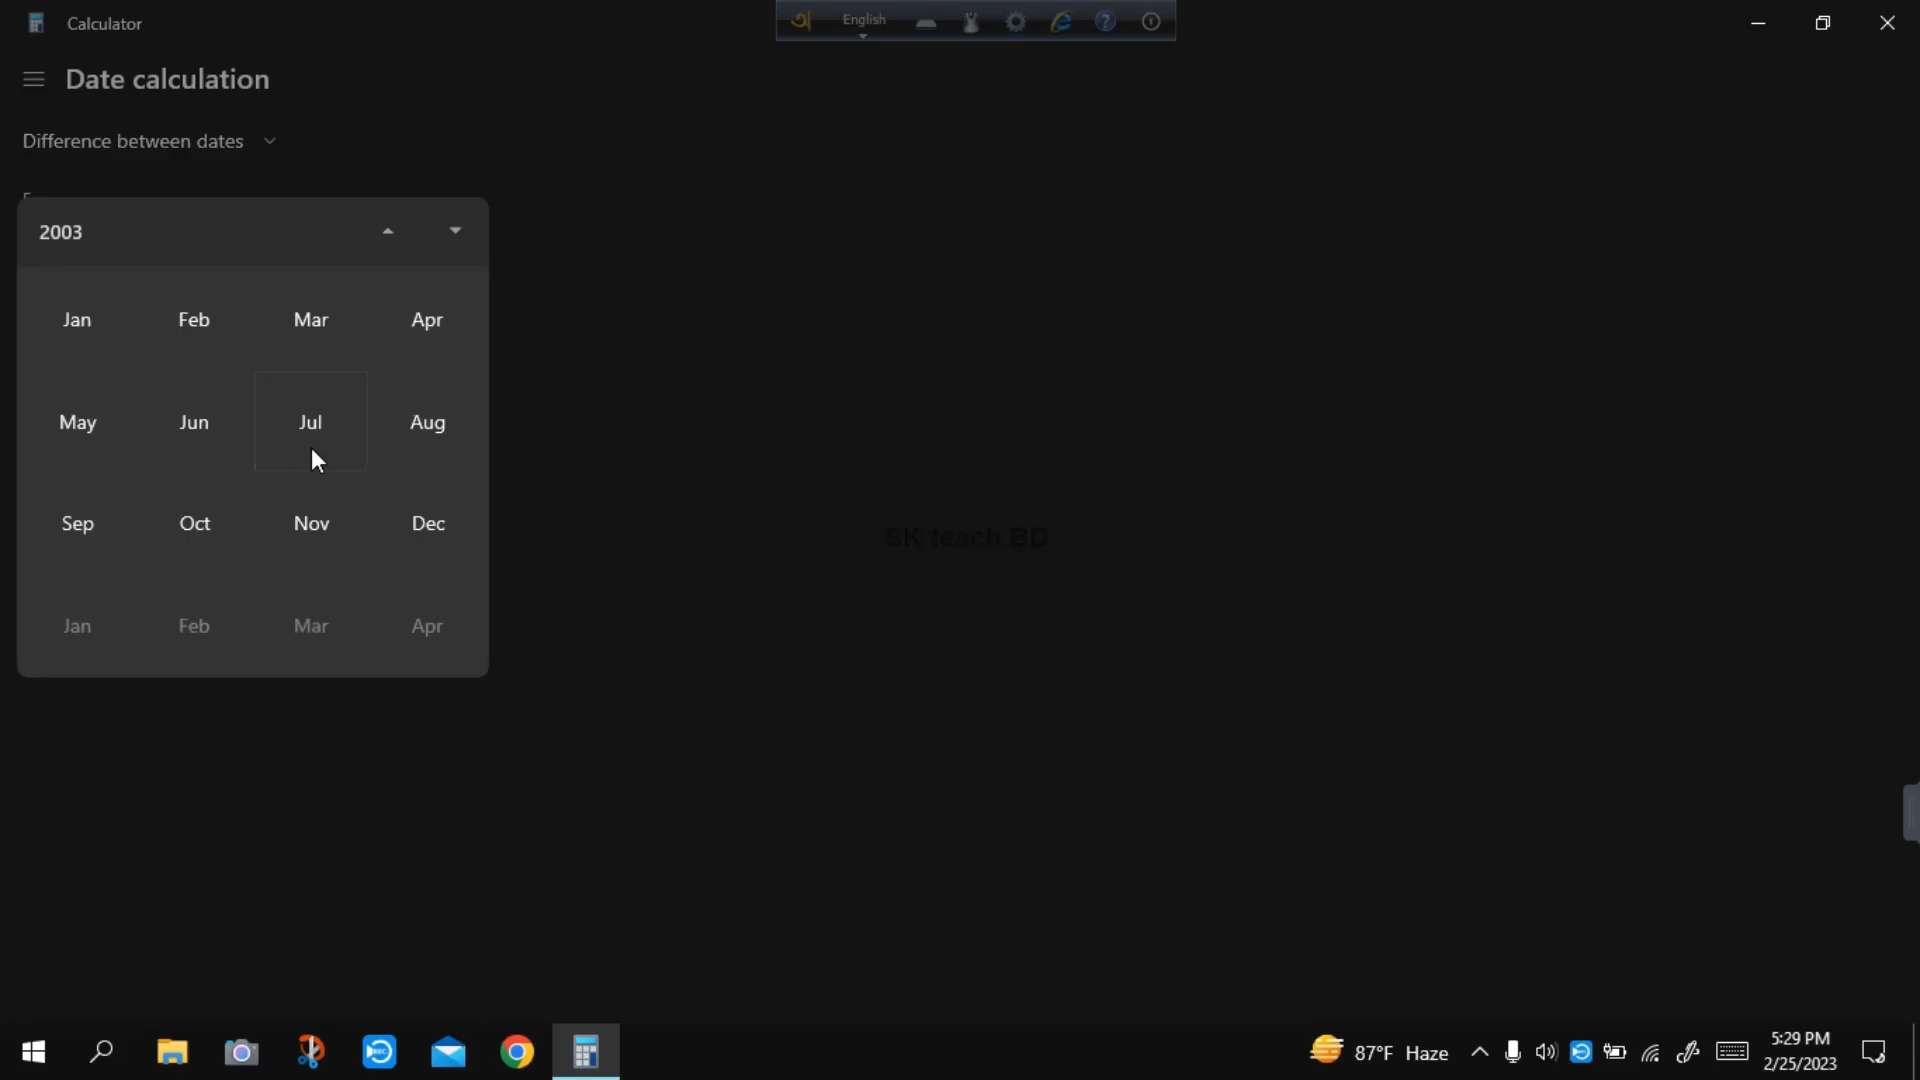 Calculator
English
Date calculation
Difference between dates
2003
Jan Feb Mar Apr
May Jun Jul Aug
Sep Oct Nov Dec
Jan Feb Mar Apr
SK teach BD
87°F Haze
5:29 PM
2/25/2023